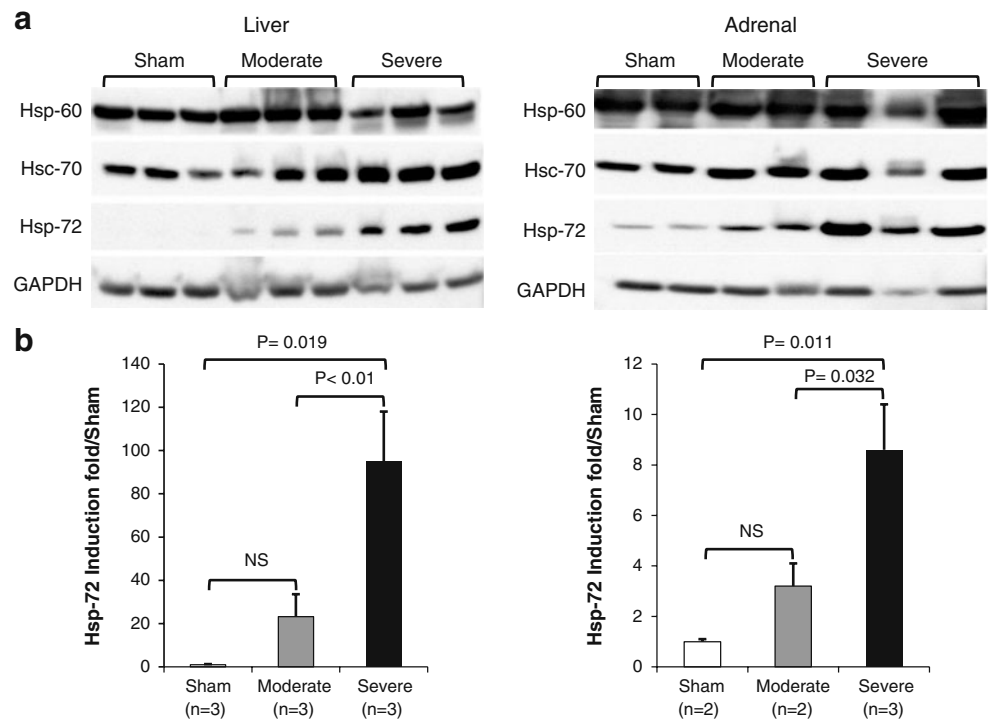 a
Liver
Sham Moderate Severe
Hsp-60
Hsc-70
Hsp-72
GAPDH
Adrenal
Sham Moderate Severe
Hsp-60
Hsc-70
Hsp-72
GAPDH
b
Hsp-72 Induction fold/Sham
140
120
100
80
60
40
20
0
P= 0.019
P< 0.01
NS
Sham Moderate Severe
(n=3) (n=3) (n=3)
Hsp-72 Induction fold/Sham
12
10
8
6
4
2
0
P= 0.011
P= 0.032
NS
Sham Moderate Severe
(n=2) (n=2) (n=3)